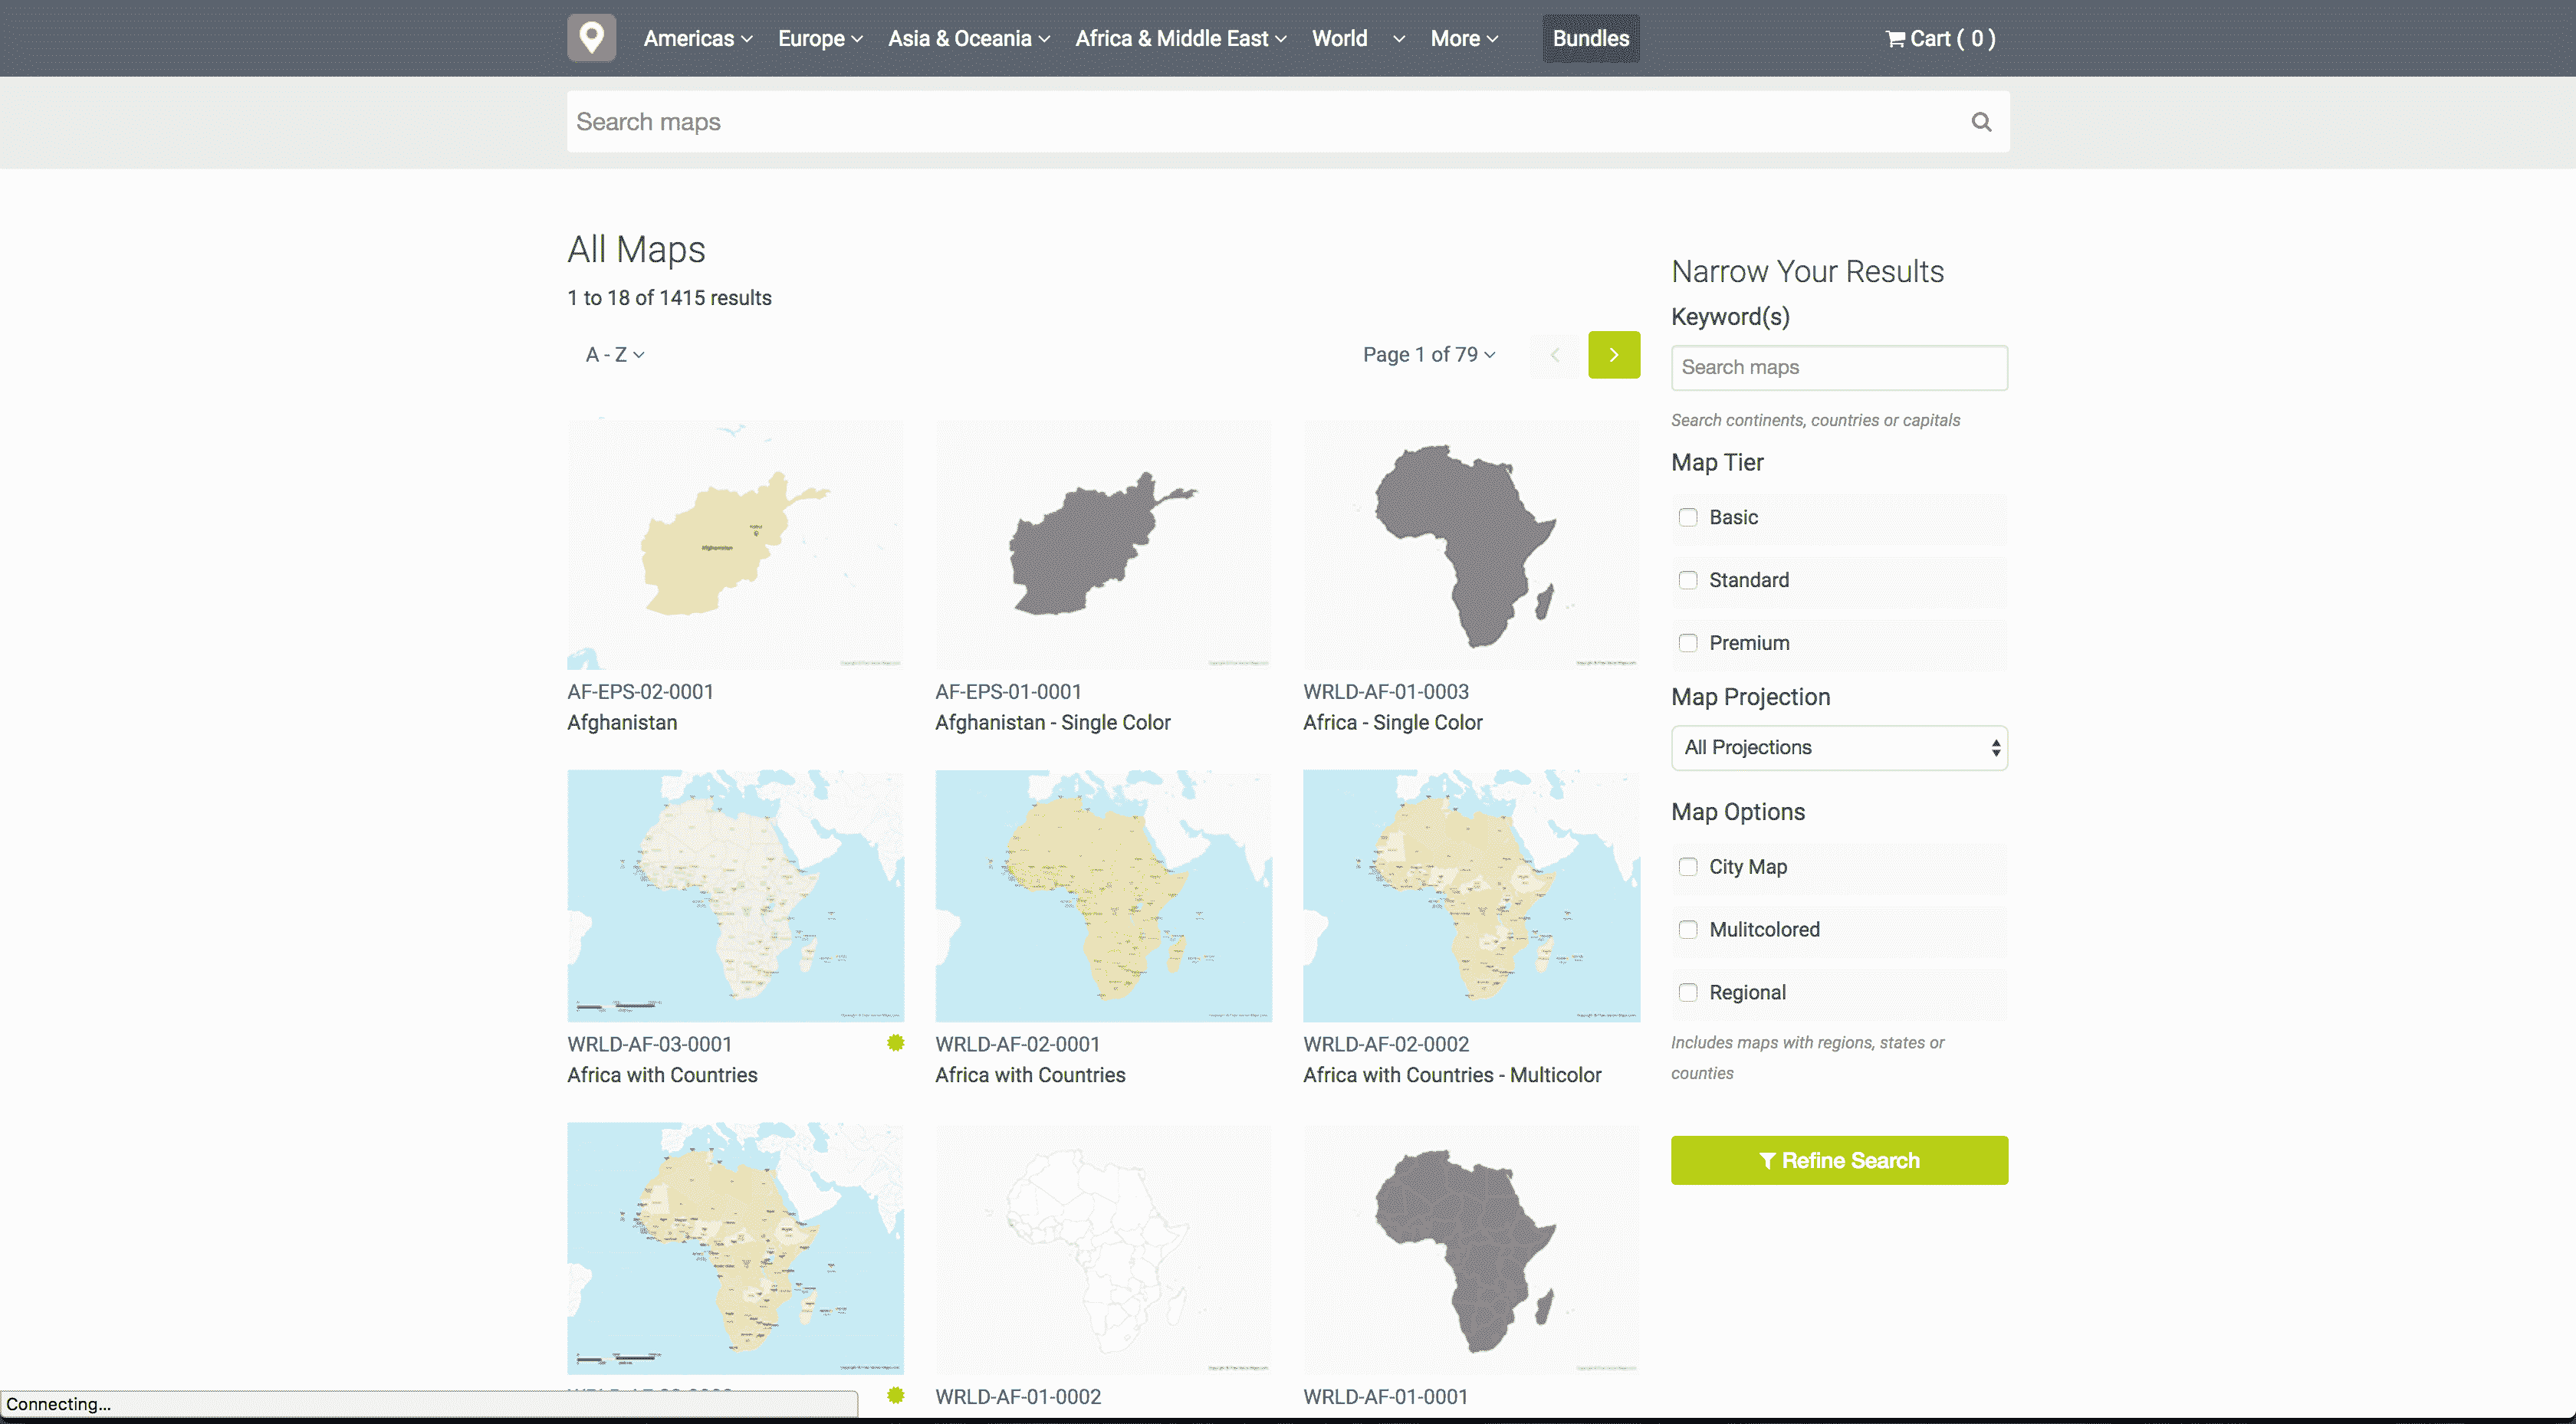 Americas Europe Asia & Oceania Africa & Middle East World More Bundles Cart ( 0 )
Search maps
All Maps
1 to 18 of 1415 results
A - Z Page 1 of 79
AF-EPS-02-0001
Afghanistan
AF-EPS-01-0001
Afghanistan - Single Color
WRLD-AF-01-0003
Africa - Single Color
WRLD-AF-03-0001
Africa with Countries
WRLD-AF-02-0001
Africa with Countries
WRLD-AF-02-0002
Africa with Countries - Multicolor
WRLD-AF-01-0002
WRLD-AF-01-0001
Narrow Your Results
Keyword(s)
Search maps
Search continents, countries or capitals
Map Tier
Basic
Standard
Premium
Map Projection
All Projections
Map Options
City Map
Mulitcolored
Regional
Includes maps with regions, states or
counties
Refine Search
Connecting...